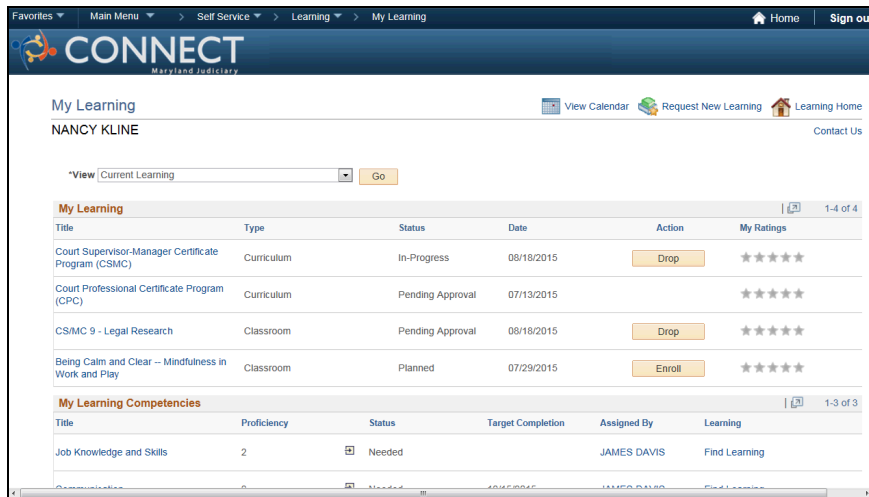 Favorites Main Menu > Self Service > Learning > My Learning Home Sign ou
CONNECT
Maryland Judiciary
My Learning View Calendar Request New Learning Learning Home
NANCY KLINE Contact Us
*View Current Learning Go
My Learning 1-4 of 4
Title Type Status Date Action My Ratings
Court Supervisor-Manager Certificate
Program (CSMC) Curriculum In-Progress 08/18/2015 Drop
Court Professional Certificate Program
(CPC) Curriculum Pending Approval 07/13/2015
CS/MC 9 - Legal Research Classroom Pending Approval 08/18/2015 Drop
Being Calm and Clear -- Mindfulness in
Work and Play Classroom Planned 07/29/2015 Enroll
My Learning Competencies 1-3 of 3
Title Proficiency Status Target Completion Assigned By Learning
Job Knowledge and Skills 2 Needed JAMES DAVIS Find Learning